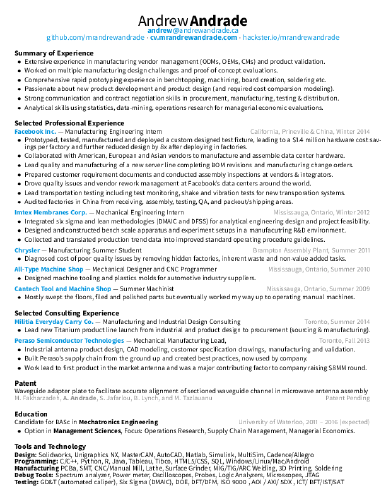 AndrewAndrade
andrew@andrade.ca
github.com/mrandrewandrade - cv.mrandrewandrade.com - hackster.io/mrandrewandrade
Summary of Experience
• Extensive experience in manufacturing vendor management (ODMs, OEMs, CMs) and product validation.
• Worked on multiple manufacturing design challenges and proof of concept evaluations.
• Comprehensive rapid prototyping experience in benchtopping, machining, board creation, soldering etc.
• Passionate about new product development and product design (and required cost comparison modeling).
• Strong communication and contract negotiation skills in procurement, manufacturing, testing & distribution.
• Analytical skills using statistics, data-mining, operations research for managerial economic evaluations.
Selected Professional Experience
Facebook Inc. — Manufacturing Engineering Intern California, Prineville & China, Winter 2014
• Prototyped, tested, manufactured and deployed a custom designed test fixture, leading to a $1.4 million hardware cost sav-
ings per factory and further reduced design by 8x after deploying in factories.
• Collaborated with American, European and Asian vendors to manufacture and assemble data center hardware.
• Lead quality and manufacturing of a new server-line completing BOM revisions and manufacturing change orders.
• Prepared customer requirement documents and conducted assembly inspections at vendors & integrators.
• Drove quality issues and vendor rework management at Facebook's data centers around the world.
• Lead transportation testing including test monitoring, shake and vibration tests for new transportation systems.
• Audited factories in China from receiving, assembly, testing, QA, and packout/shipping areas.
Imtex Membranes Corp. — Mechanical Engineering Intern Mississauga, Ontario, Winter 2012
• Integrated six sigma and lean methodologies (DMAIC and DFSS) for analytical engineering design and project feasibility.
• Designed and constructed bench scale apparatus and experiment setups in a manufacturing R&D environment.
• Collected and translated production trend data into improved standard operating procedure guidelines.
Chrysler — Manufacturing Summer Student Brampton Assembly Plant, Summer 2011
• Diagnosed cost of poor quality issues by removing hidden factories, inherent waste and non-value added tasks.
All-Type Machine Shop — Mechanical Designer and CNC Programmer Mississauga, Ontario, Summer 2010
• Designed machine tooling and plastics molds for automotive industry suppliers.
Cantech Tool and Machine Shop — Summer Machinist Mississauga, Ontario, Summer 2009
• Mostly swept the floors, filed and polished parts but eventually worked my way up to operating manual machines.
Selected Consulting Experience
Militia Everyday Carry Co. — Manufacturing and Industrial Design Consulting Toronto, Summer 2014
• Lead new Titanium product line launch from industrial and product design to procurement (sourcing & manufacturing).
Peraso Semiconductor Technologies — Mechanical Manufacturing Lead, Toronto, Fall 2013
• Industrial antenna product design, CAD modeling, customer specification drawings, manufacturing and validation.
• Built Peraso's supply chain from the ground up and created best practices, now used by company.
• Work lead to first product in the market antenna and was a major contributing factor to company raising $8MM round.
Patent
Waveguide adapter plate to facilitate accurate alignment of sectioned waveguide channel in microwave antenna assembly
M. Fakharzadeh, A. Andrade, S. Jafarlou, B. Lynch, and M. Tazlauanu Patent Pending
Education
Candidate for BASc in Mechatronics Engineering University of Waterloo, 2011 – 2016 (expected)
• Option in Management Sciences, Focus: Operations Research, Supply Chain Management, Managerial Economics.
Tools and Technology
Design: Solidworks, Unigraphics NX, MasterCAM, AutoCAD, Matlab, Simulink, MultiSim, Cadence/Allegro
Programming: C/C++, Python, R, Java, Tableau, Tibco, HTML5/CSS, SQL, Windows/Linux/MacAndroid
Manufacturing PCBa, SMT, CNC/Manual Mill, Lathe, Surface Grinder, MIG/TIG/ARC Welding, 3D Printing, Soldering
Debug Tools: Spectrum analyzer, Power meter, Oscilloscopes, Probes, Logic Analyzers, Microscopes, JTAG
Testing: GD&T (automated caliper), Six Sigma (DMAIC), DOE, DFT/DFM, ISO 9000, AOI / AXI / SOX, ICT/ BFT/IST/SAT